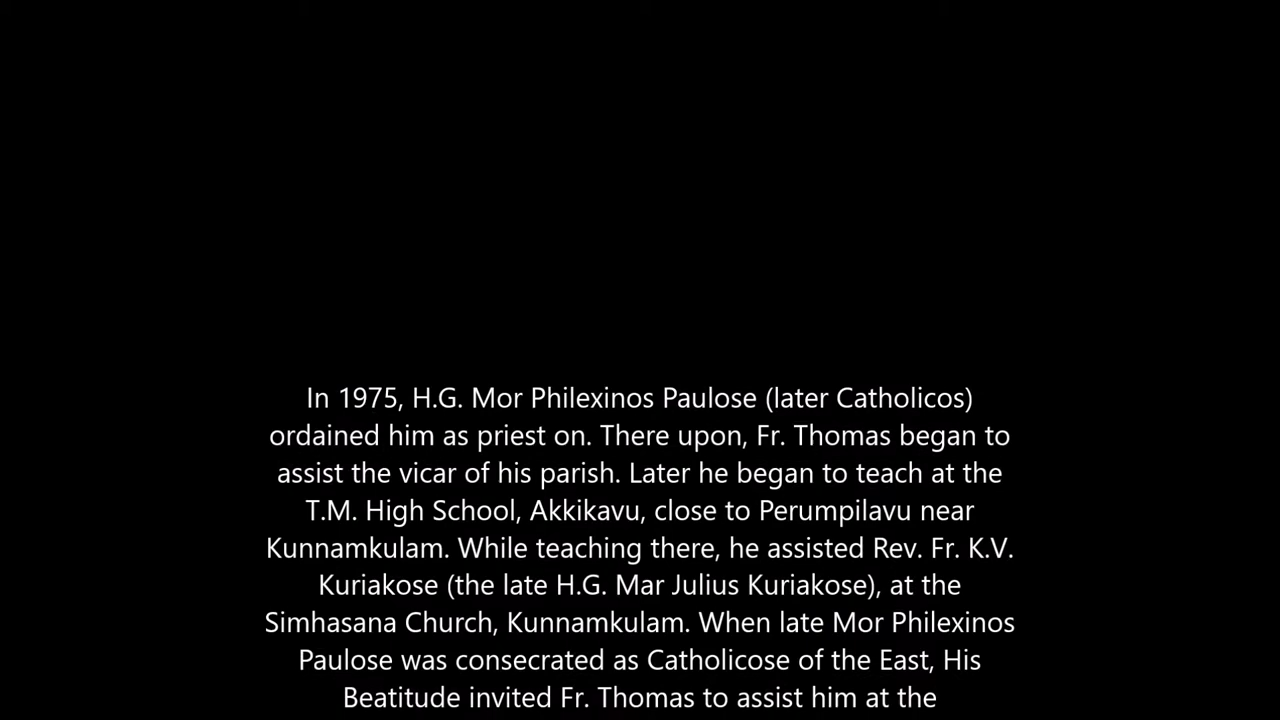 In 1975, H.G. Mor Philexinos Paulose (later Catholicos)
ordained him as priest on. There upon, Fr. Thomas began to
assist the vicar of his parish. Later he began to teach at the
T.M. High School, Akkikavu, close to Perumpilavu near
Kunnamkulam. While teaching there, he assisted Rev. Fr. K.V.
Kuriakose (the late H.G. Mar Julius Kuriakose), at the
Simhasana Church, Kunnamkulam. When late Mor Philexinos
Paulose was consecrated as Catholicose of the East, His
Beatitude invited Fr. Thomas to assist him at the